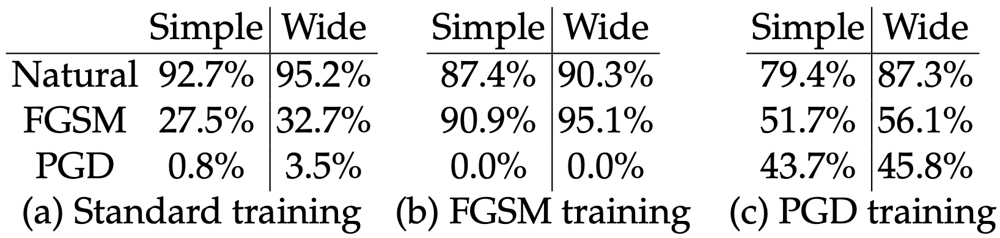 Simple Wide Simple Wide Simple Wide
Natural 92.7% 95.2% 87.4% 90.3% 79.4% 87.3%
FGSM 27.5% 32.7% 90.9% 95.1% 51.7% 56.1%
PGD 0.8% 3.5% 0.0% 0.0% 43.7% 45.8%
(a) Standard training (b) FGSM training (c) PGD training